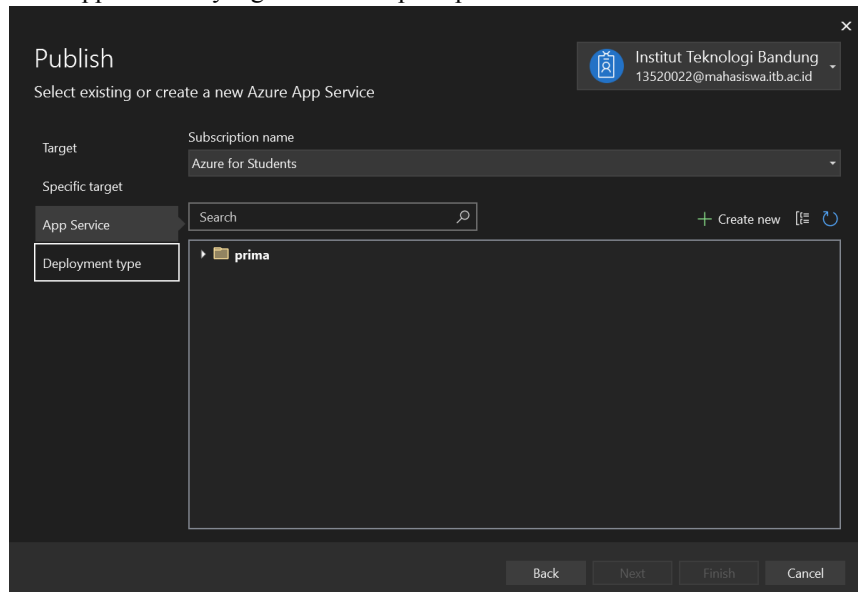 Publish
Select existing or create a new Azure App Service
Institut Teknologi Bandung
13520022@mahasiswa.itb.ac.id
Target
Specific target
App Service
Deployment type
Subscription name
Azure for Students
Search
Create new
prima
Back
Next
Finish
Cancel